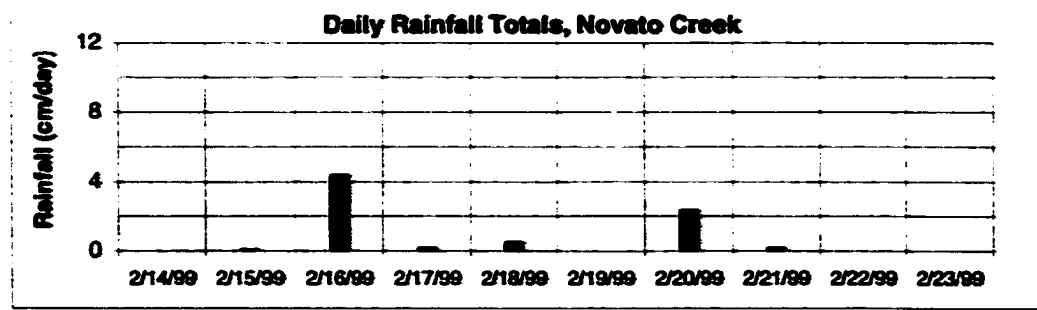 Daily Rainfall Totals, Novato Creek
Rainfall (cm/day)
12
8
4
0
2/14/99 2/15/99 2/16/99 2/17/99 2/18/99 2/19/99 2/20/99 2/21/99 2/22/99 2/23/99